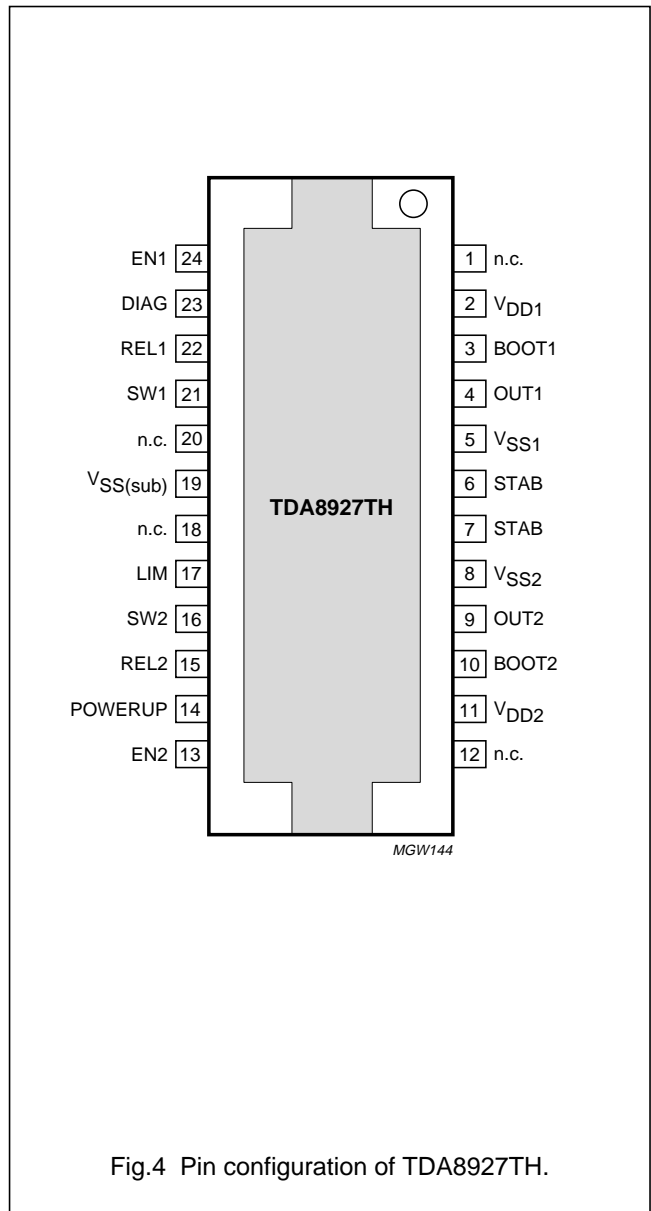 EN1 24 1 n.c.
DIAG 23 2 VDD1
REL1 22 3 BOOT1
SW1 21 4 OUT1
n.c. 20 5 VSS1
VSS(sub) 19 6 STAB
TDA8927TH
n.c. 18 7 STAB
LIM 17 8 VSS2
SW2 16 9 OUT2
REL2 15 10 BOOT2
POWERUP 14 11 VDD2
EN2 13 12 n.c.
MGW144
Fig.4 Pin configuration of TDA8927TH.